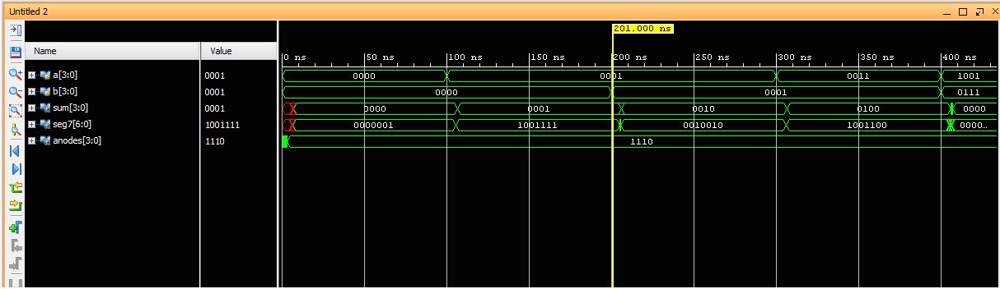 Untitled 2
201.000 ns
Name Value
0 ns 50 ns 100 ns 150 ns 200 ns 250 ns 300 ns 350 ns 400 ns
a[3:0] 0001 0000 0001 0011 1001
b[3:0] 0001 0000 0001 0111
sum[3:0] 0001 0000 0001 0010 0100 0000
seg7[6:0] 1001111 0000001 1001111 0010010 1001100 0000...
anodes[3:0] 1110 1110